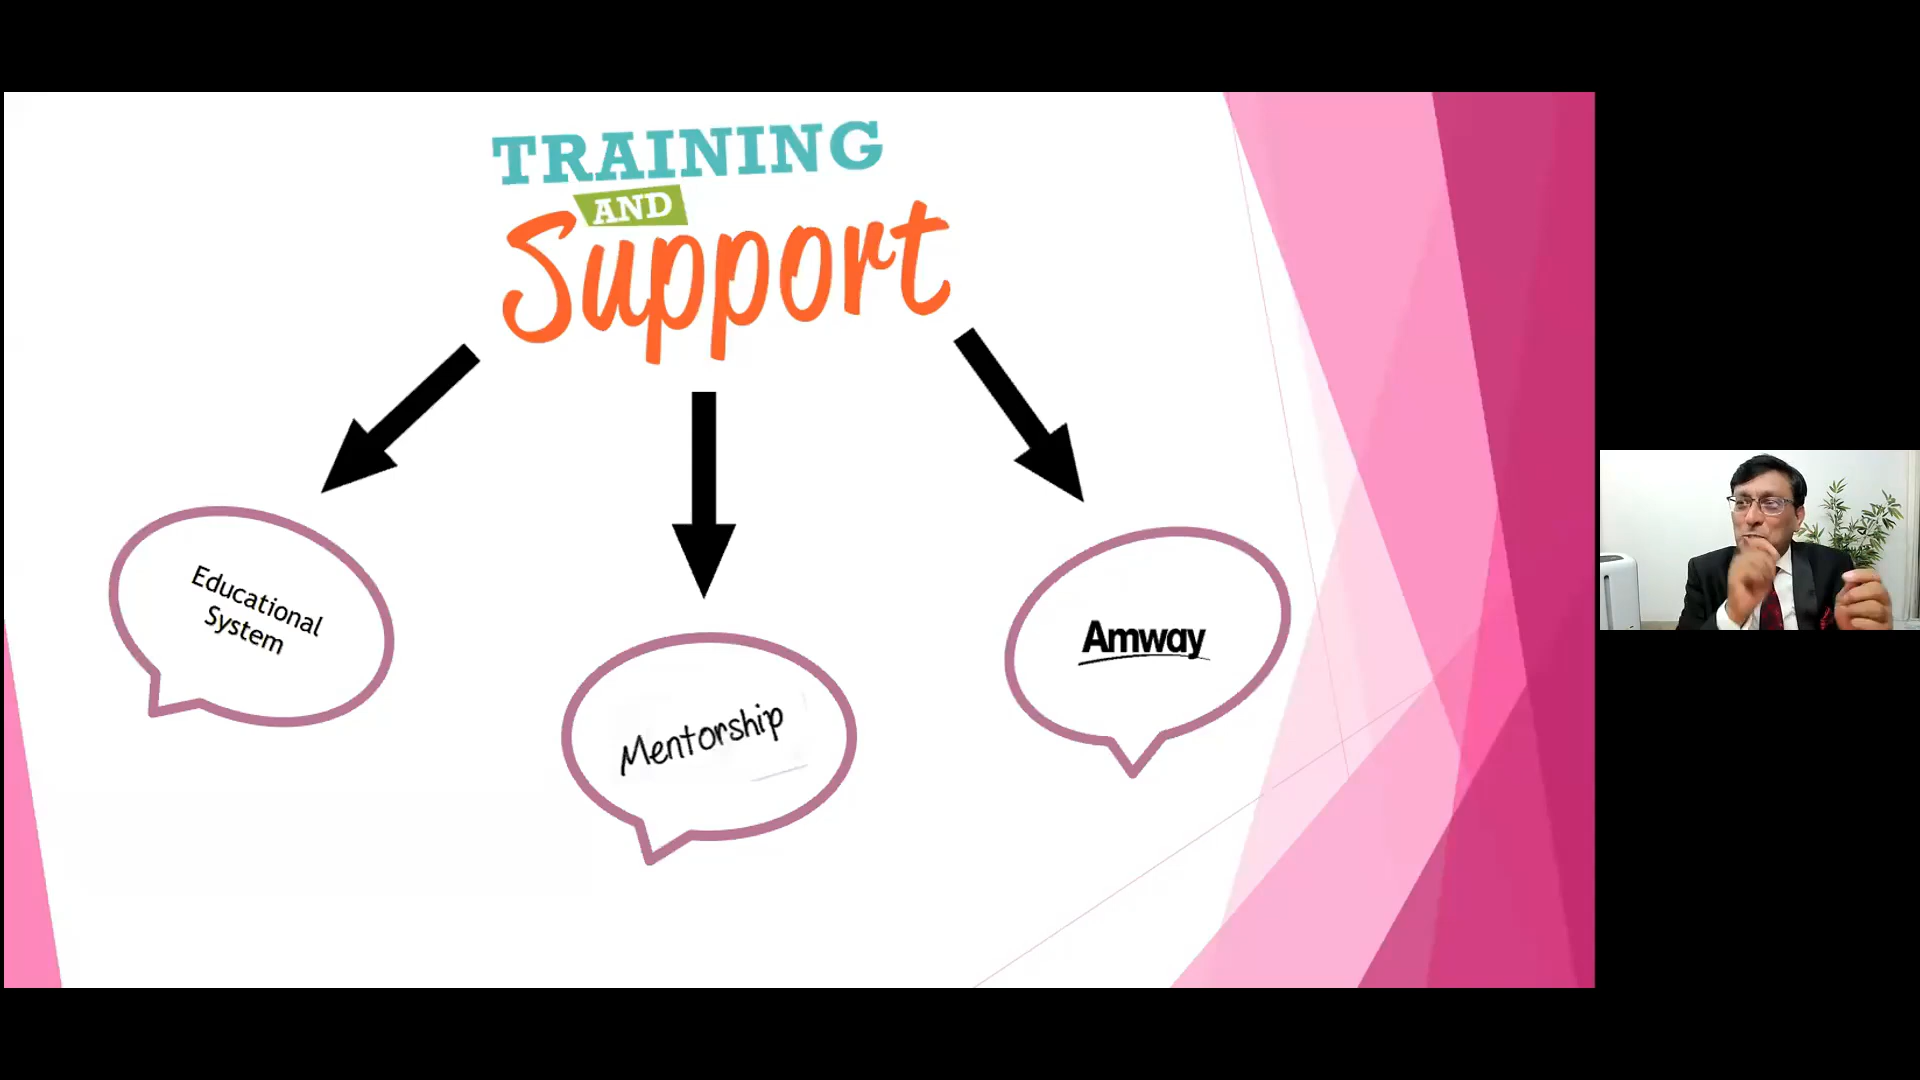 TRAINING
AND
Support
Educational
System
Mentorship
Amway